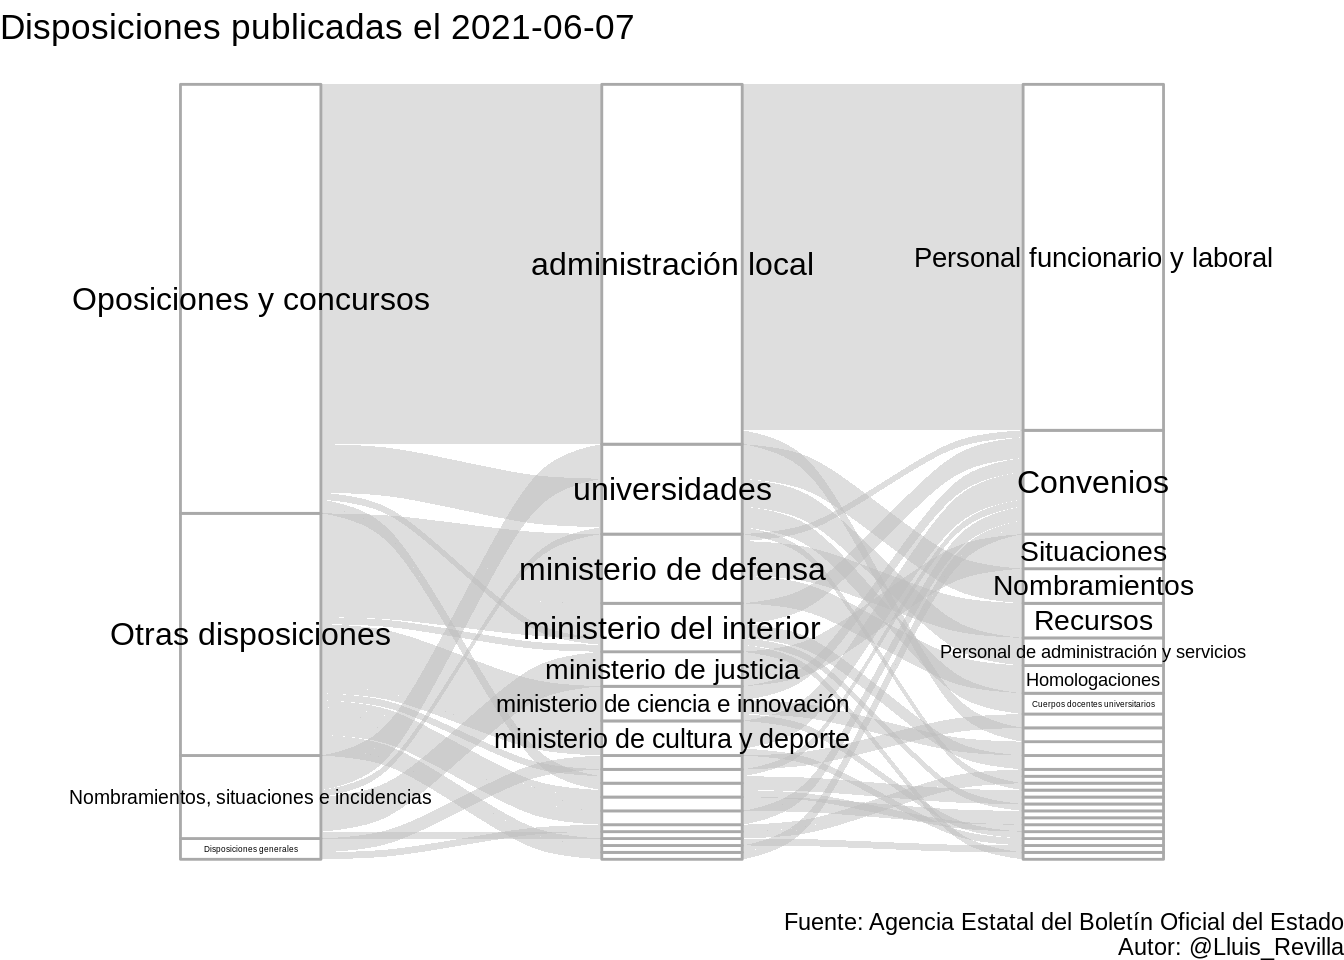 Disposiciones publicadas el 2021-06-07
Oposiciones y concursos
Otras disposiciones
Nombramientos, situaciones e incidencias
Disposiciones generales
administración local
universidades
ministerio de defensa
ministerio del interior
ministerio de justicia
ministerio de ciencia e innovación
ministerio de cultura y deporte
Personal funcionario y laboral
Convenios
Situaciones
Nombramientos
Recursos
Personal de administración y servicios
Homologaciones
Cuerpos docentes universitarios
Fuente: Agencia Estatal del Boletín Oficial del Estado
Autor: @Lluis_Revilla